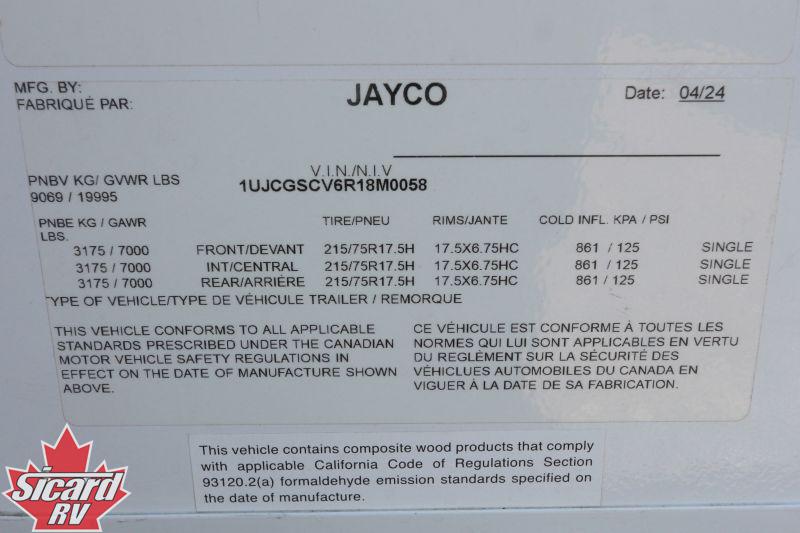 MFG. BY: JAYCO Date: 04/24
FABRIQUÉ PAR:
V.I.N./N.I.V
PNBV KG/ GVWR LBS 1UJCGSCV6R18M0058
9069 / 19995
PNBE KG / GAWR TIRE/PNEU RIMS/JANTE COLD INFL. KPA / PSI
LBS.
3175 / 7000 FRONT/DEVANT 215/75R17.5H 17.5X6.75HC 861 / 125 SINGLE
3175 / 7000 INT/CENTRAL 215/75R17.5H 17.5X6.75HC 861 / 125 SINGLE
3175 / 7000 REAR/ARRIÈRE 215/75R17.5H 17.5X6.75HC 861 / 125 SINGLE
TYPE OF VEHICLE/TYPE DE VÉHICULE TRAILER / REMORQUE
THIS VEHICLE CONFORMS TO ALL APPLICABLE
STANDARDS PRESCRIBED UNDER THE CANADIAN
MOTOR VEHICLE SAFETY REGULATIONS IN
EFFECT ON THE DATE OF MANUFACTURE SHOWN
ABOVE.
CE VÉHICULE EST CONFORME À TOUTES LES
NORMES QUI LUI SONT APPLICABLES EN VERTU
DU REGLÈMENT SUR LA SÉCURITÉ DES
VÉHICLUES AUTOMOBILES DU CANADA EN
VIGUER À LA DATE DE SA FABRICATION.
This vehicle contains composite wood products that comply
with applicable California Code of Regulations Section
93120.2(a) formaldehyde emission standards specified on
the date of manufacture.
Sicard
RV